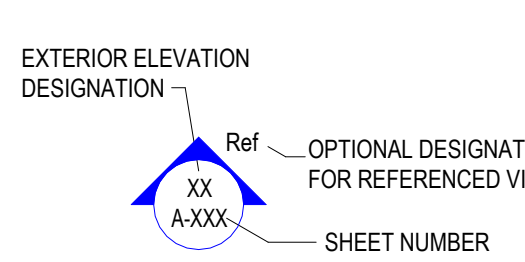 EXTERIOR ELEVATION
DESIGNATION
Ref
OPTIONAL DESIGNAT
FOR REFERENCED VI
XX
A-XXX
SHEET NUMBER